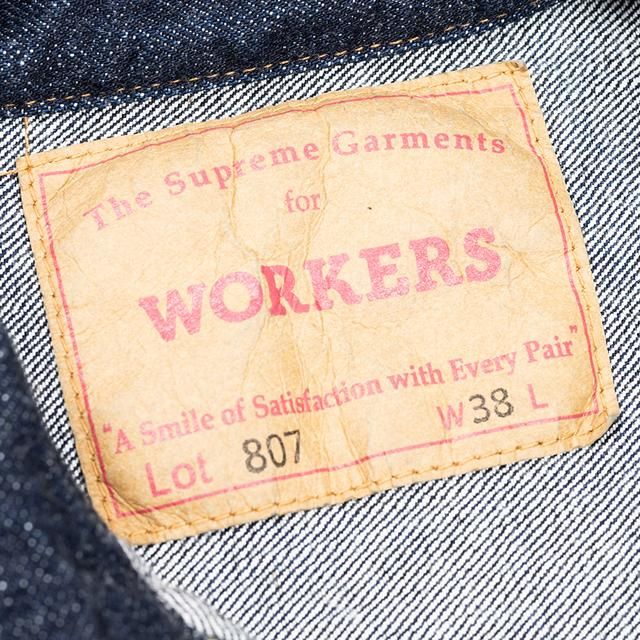 The Supreme Garments
for
WORKERS
"A Smile of Satisfaction with Every Pair"
Lot 807 W38 L